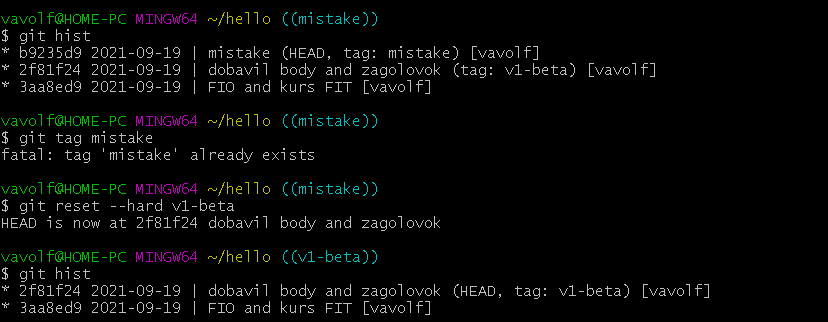 vavolf@HOME-PC MINGW64 ~/hello ((mistake))
$ git hist
* b9235d9 2021-09-19 | mistake (HEAD, tag: mistake) [vavolf]
* 2f81f24 2021-09-19 | dobavil body and zagolovok (tag: v1-beta) [vavolf]
* 3aa8ed9 2021-09-19 | FIO and kurs FIT [vavolf]
vavolf@HOME-PC MINGW64 ~/hello ((mistake))
$ git tag mistake
fatal: tag 'mistake' already exists
vavolf@HOME-PC MINGW64 ~/hello ((mistake))
$ git reset --hard v1-beta
HEAD is now at 2f81f24 dobavil body and zagolovok
vavolf@HOME-PC MINGW64 ~/hello ((v1-beta))
$ git hist
* 2f81f24 2021-09-19 | dobavil body and zagolovok (HEAD, tag: v1-beta) [vavolf]
* 3aa8ed9 2021-09-19 | FIO and kurs FIT [vavolf]